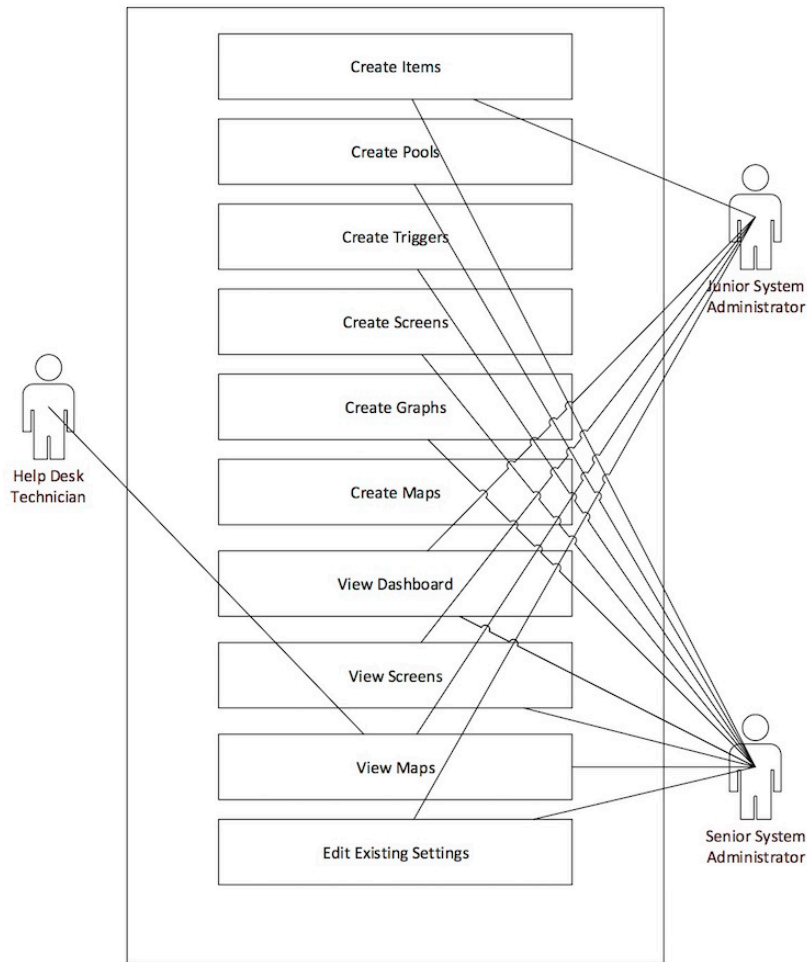 Create Items
Create Pools
Create Triggers
Create Screens
Create Graphs
Create Maps
View Dashboard
View Screens
View Maps
Edit Existing Settings
Help Desk
Technician
Junior System
Administrator
Senior System
Administrator